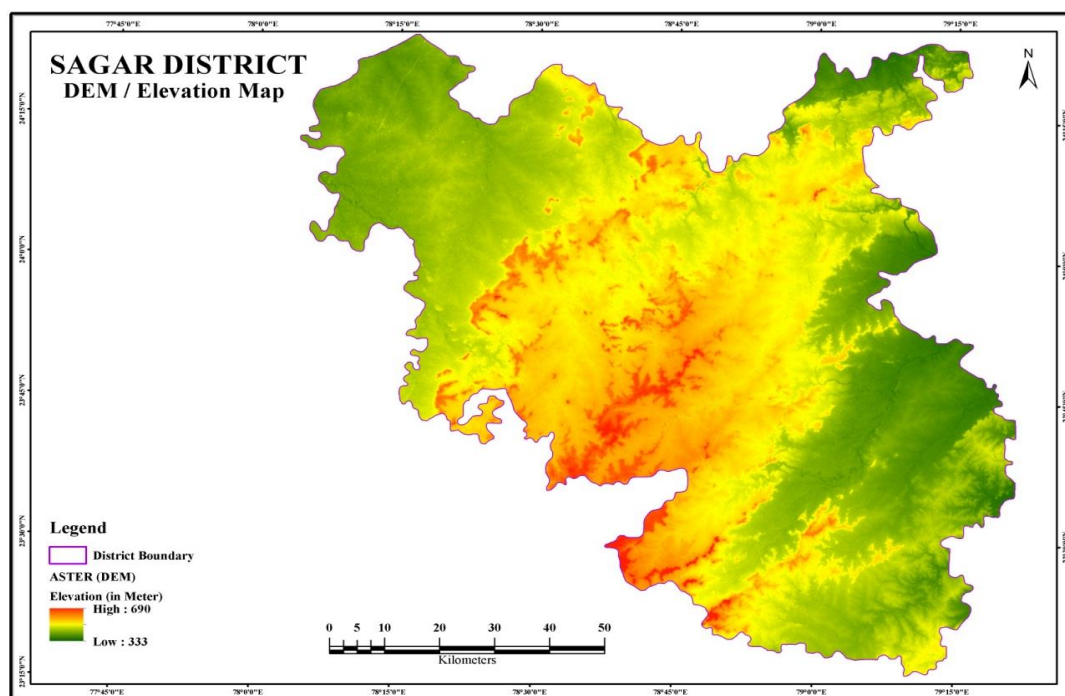 77°45'0"E 78°0'0"E 78°15'0"E 78°30'0"E 78°45'0"E 79°0'0"E 79°15'0"E
SAGAR DISTRICT
DEM / Elevation Map
N
24°15'0"N
24°0'0"N
23°45'0"N
23°30'0"N
23°15'0"N
Legend
District Boundary
ASTER (DEM)
Elevation (in Meter)
High : 690
Low : 333
0 5 10 20 30 40 50
Kilometers
77°45'0"E 78°0'0"E 78°15'0"E 78°30'0"E 78°45'0"E 79°0'0"E 79°15'0"E